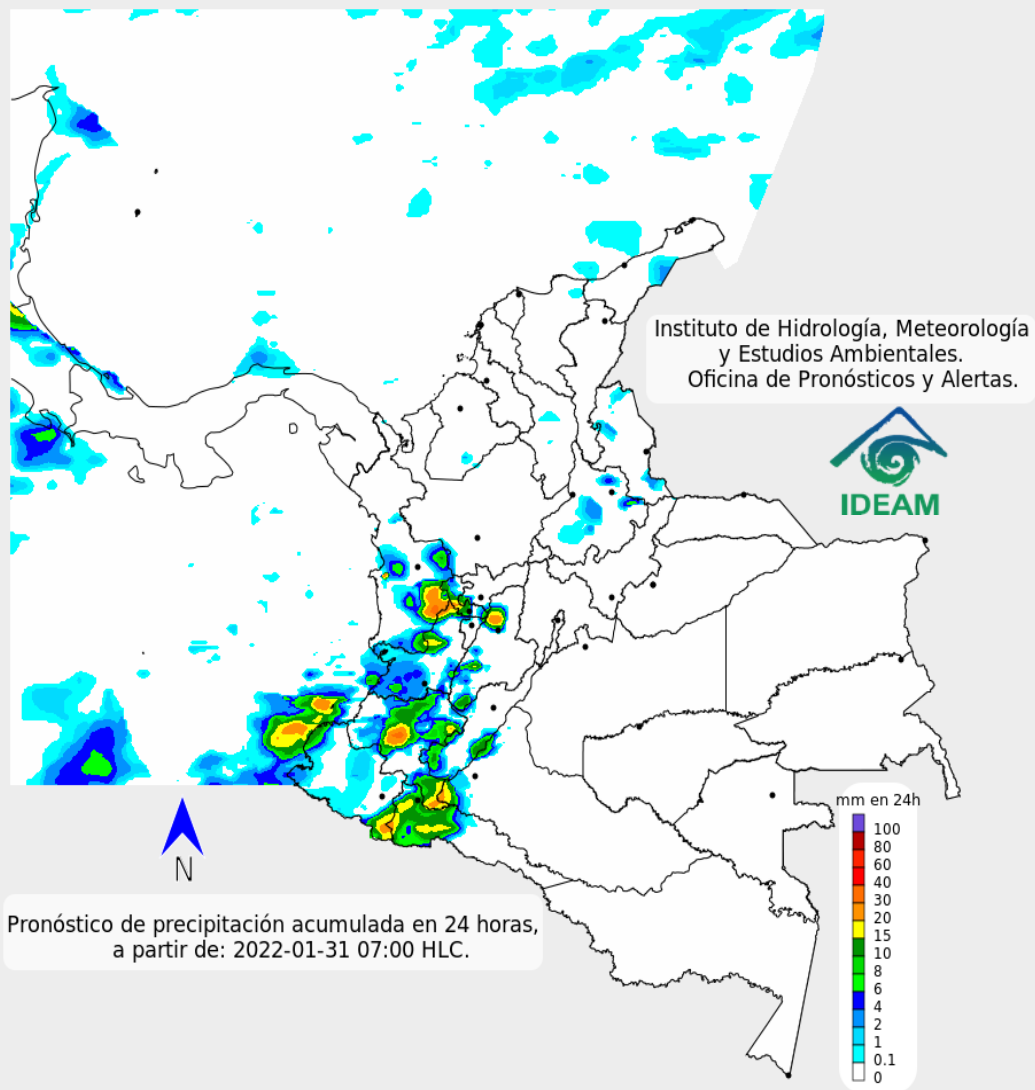 Instituto de Hidrología, Meteorología
y Estudios Ambientales.
Oficina de Pronósticos y Alertas.
IDEAM
mm en 24h
100
80
60
40
30
20
15
10
8
6
4
2
1
0.1
0
N
Pronóstico de precipitación acumulada en 24 horas,
a partir de: 2022-01-31 07:00 HLC.